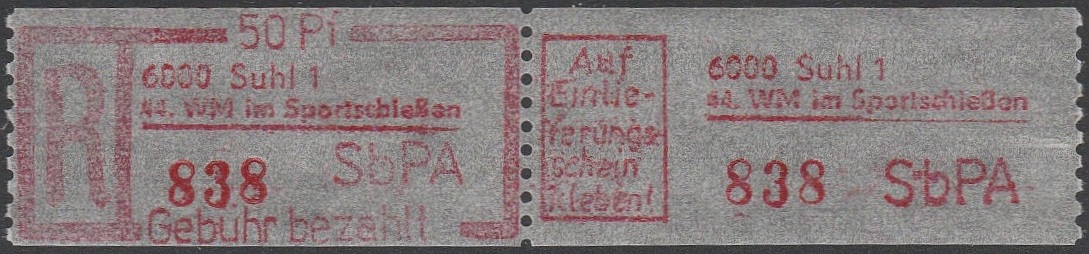 50 Pf
R
6000 Suhl 1
44. WM im Sportschießen
838
SbPA
Gebühr bezahlt
Auf
Einlie-
ferungs-
schein
kleben!
6000 Suhl 1
44. WM im Sportschießen
838 SbPA